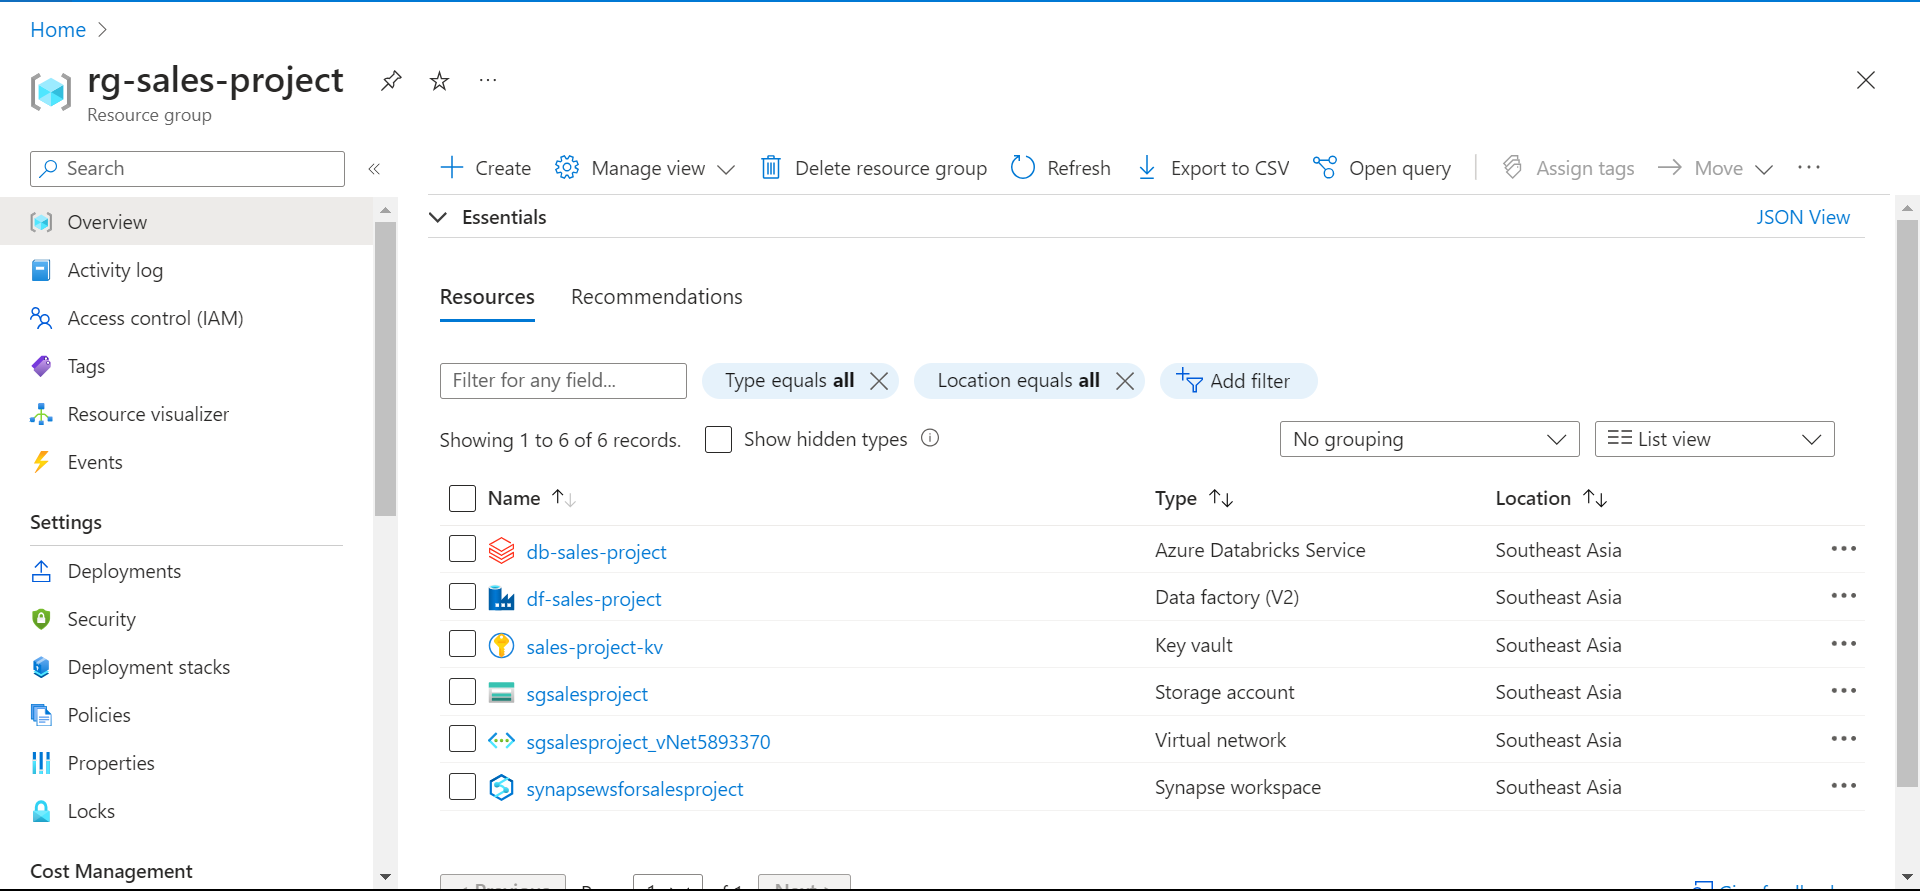 Home
rg-sales-project
Resource group
Search
Create
Manage view
Delete resource group
Refresh
Export to CSV
Open query
Assign tags
Move
Overview
Activity log
Access control (IAM)
Tags
Resource visualizer
Events
Settings
Deployments
Security
Deployment stacks
Policies
Properties
Locks
Cost Management
Essentials
JSON View
Resources Recommendations
Filter for any field...
Type equals all
Location equals all
Add filter
Showing 1 to 6 of 6 records.
Show hidden types
No grouping
List view
Name Type Location
db-sales-project Azure Databricks Service Southeast Asia
df-sales-project Data factory (V2) Southeast Asia
sales-project-kv Key vault Southeast Asia
sgsalesproject Storage account Southeast Asia
sgsalesproject_vNet5893370 Virtual network Southeast Asia
synapsewsforsalesproject Synapse workspace Southeast Asia